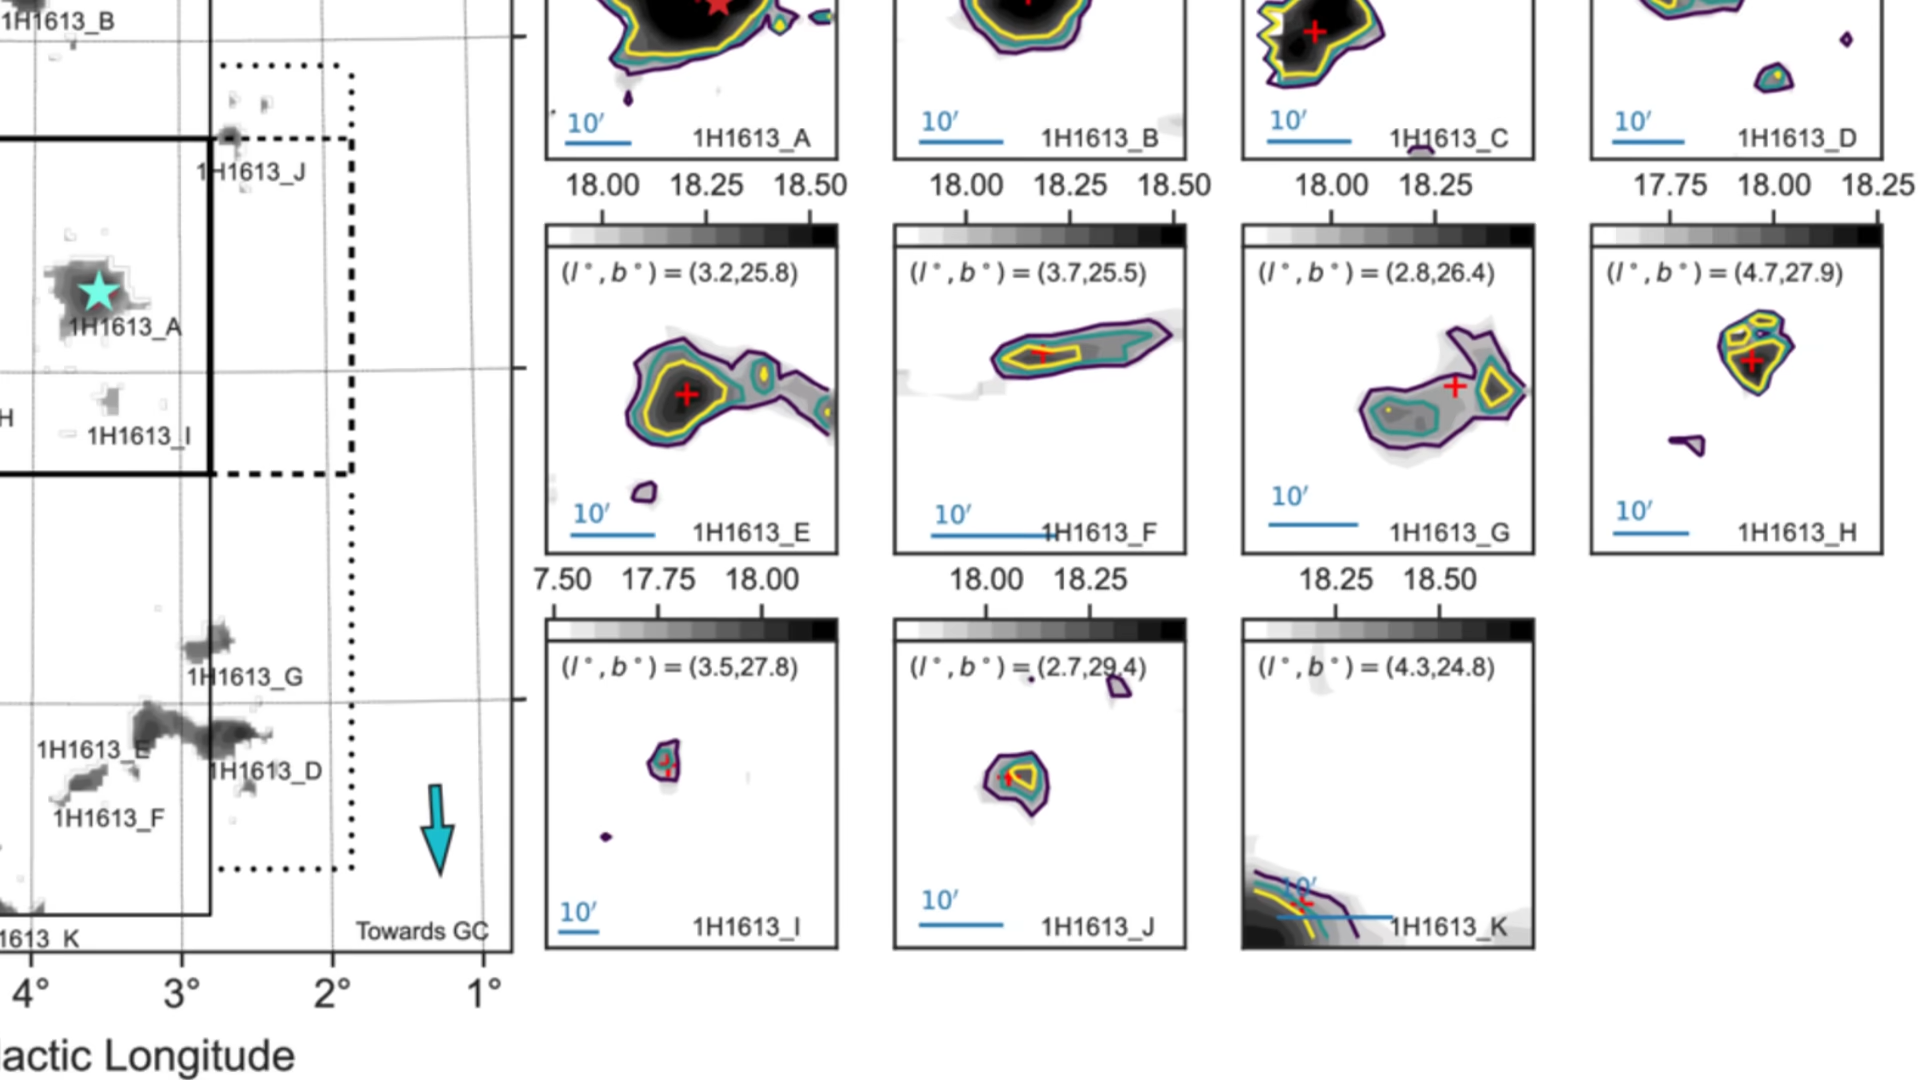 1H1613_B
1H1613_J
1H1613_A
H
1H1613_I
1H1613_G
1H1613_E
1H1613_D
1H1613_F
1613_K
Towards GC
4° 3° 2° 1°
lactic Longitude
10′ 1H1613_A
10′ 1H1613_B
10′ 1H1613_C
10′ 1H1613_D
18.00 18.25 18.50
18.00 18.25 18.50
18.00 18.25
17.75 18.00 18.25
(l°, b°) = (3.2,25.8)
10′ 1H1613_E
(l°, b°) = (3.7,25.5)
10′ 1H1613_F
(l°, b°) = (2.8,26.4)
10′ 1H1613_G
(l°, b°) = (4.7,27.9)
10′ 1H1613_H
7.50 17.75 18.00
18.00 18.25
18.25 18.50
(l°, b°) = (3.5,27.8)
10′ 1H1613_I
(l°, b°) = (2.7,29.4)
10′ 1H1613_J
(l°, b°) = (4.3,24.8)
10′ 1H1613_K